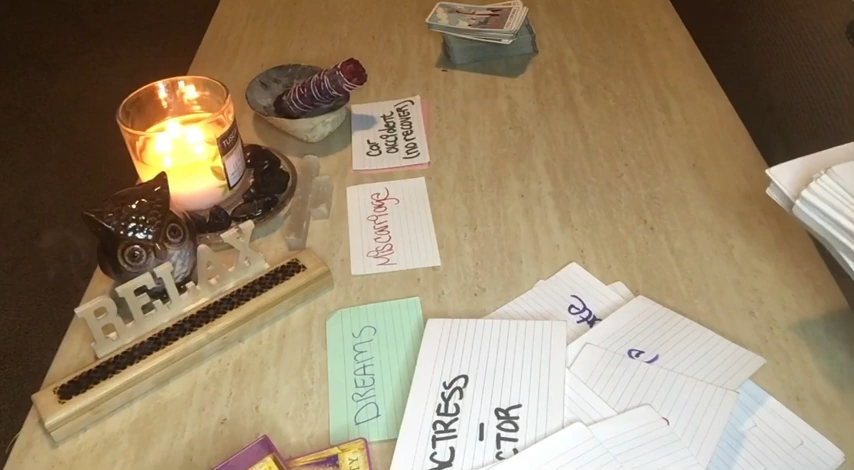 Car
accident
(no recovery)
Miscarriage
RELAX
DREAMS
ACTRESS
-
ACTOR